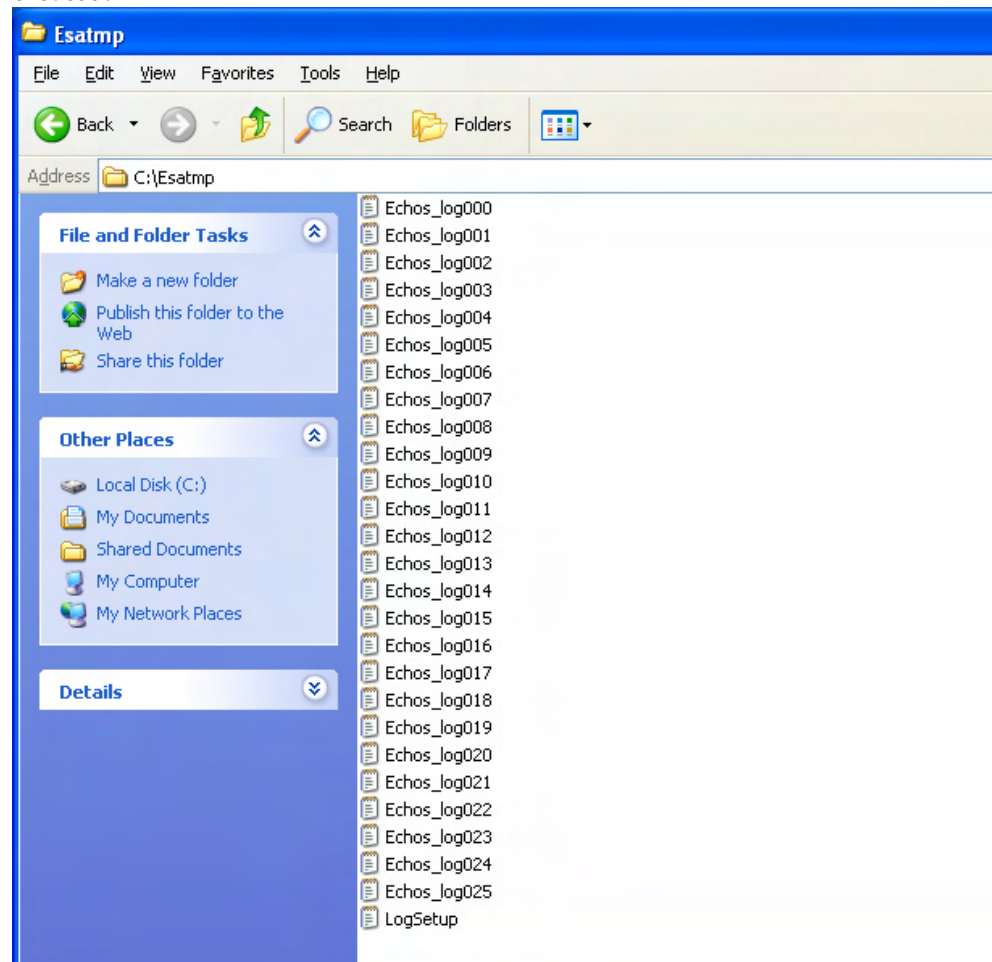 Esatmp
File Edit View Favorites Tools Help
Back Search Folders
Address C:\Esatmp
File and Folder Tasks
Make a new folder
Publish this folder to the
Web
Share this folder
Other Places
Local Disk (C:)
My Documents
Shared Documents
My Computer
My Network Places
Details
Echos_log000
Echos_log001
Echos_log002
Echos_log003
Echos_log004
Echos_log005
Echos_log006
Echos_log007
Echos_log008
Echos_log009
Echos_log010
Echos_log011
Echos_log012
Echos_log013
Echos_log014
Echos_log015
Echos_log016
Echos_log017
Echos_log018
Echos_log019
Echos_log020
Echos_log021
Echos_log022
Echos_log023
Echos_log024
Echos_log025
LogSetup